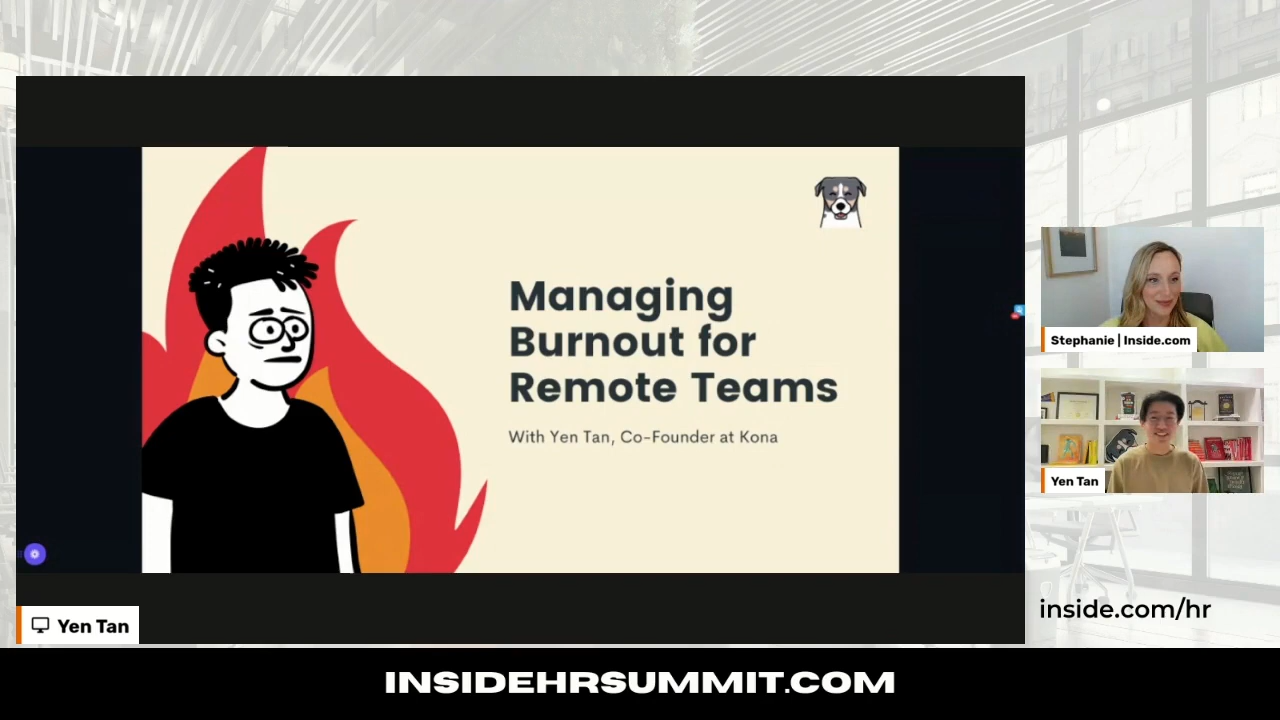 Managing
Burnout for
Remote Teams
With Yen Tan, Co-Founder at Kona
Stephanie | Inside.com
Yen Tan
Yen Tan
inside.com/hr
INSIDEHRSUMMIT.COM